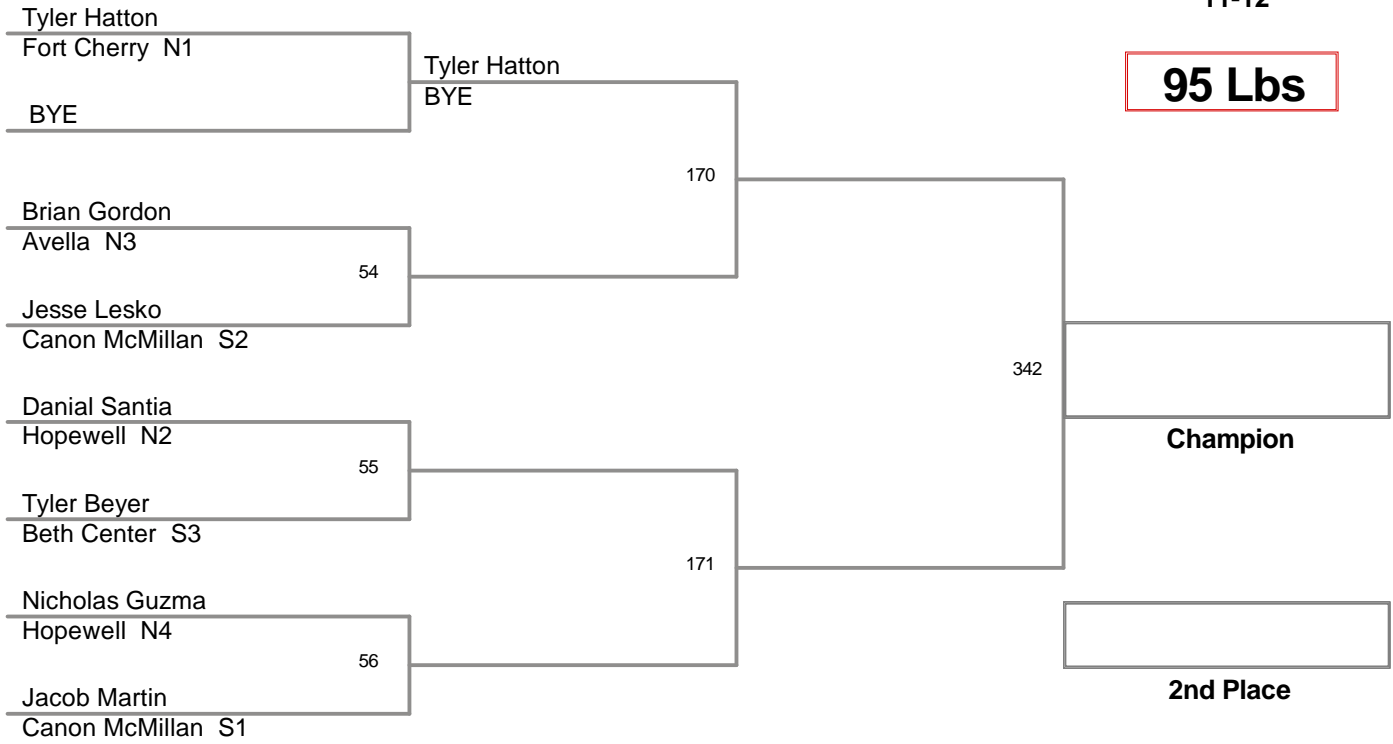 11-12
95 Lbs
Tyler Hatton
Fort Cherry N1
BYE
Tyler Hatton
BYE
170
Brian Gordon
Avella N3
54
Jesse Lesko
Canon McMillan S2
342
Champion
Danial Santia
Hopewell N2
55
Tyler Beyer
Beth Center S3
171
Nicholas Guzma
Hopewell N4
56
Jacob Martin
Canon McMillan S1
2nd Place